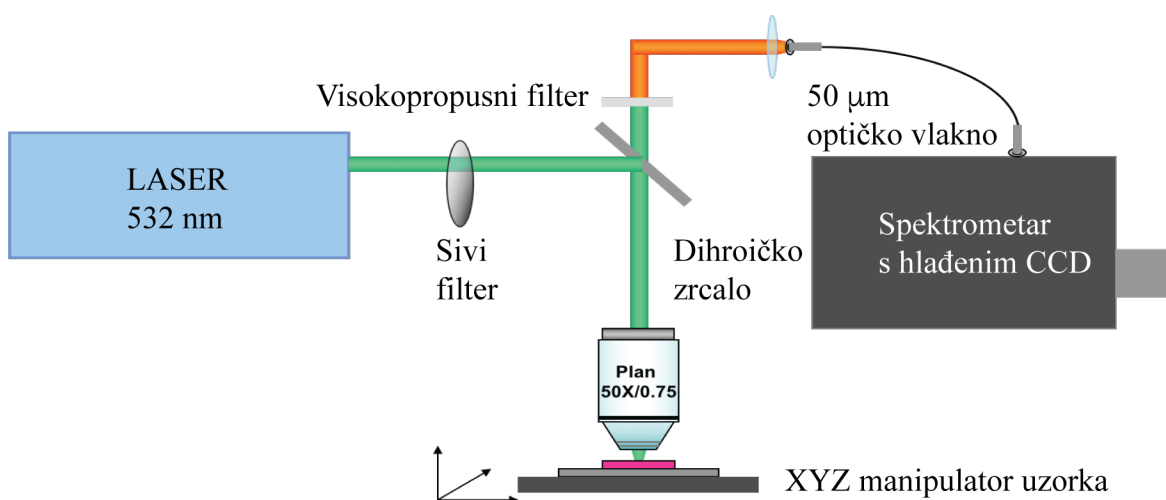 Visokopropusni filter
50 μm
optičko vlakno
LASER
532 nm
Sivi
filter
Dihroičko
zrcalo
Spektrometar
s hlađenim CCD
Plan
50X/0.75
XYZ manipulator uzorka